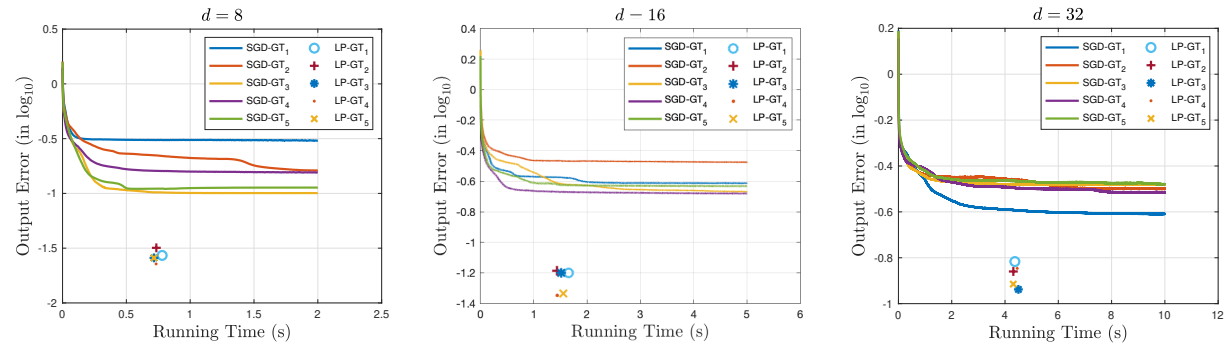 d = 8
0.5
0
-0.5
-1
-1.5
-2
0
0.5
1
1.5
2
2.5
Output Error (in log10)
Running Time (s)
SGD-GT1
SGD-GT2
SGD-GT3
SGD-GT4
SGD-GT5
LP-GT1
LP-GT2
LP-GT3
LP-GT4
LP-GT5
d − 16
0.6
0.4
0.2
0
-0.2
-0.4
-0.6
-0.8
-1
-1.2
-1.4
0
1
2
3
4
5
6
Output Error (in log10)
Running Time (s)
SGD-GT1
SGD-GT2
SGD-GT3
SGD-GT4
SGD-GT5
LP-GT1
LP-GT2
LP-GT3
LP-GT4
LP-GT5
d = 32
0.2
0
-0.2
-0.4
-0.6
-0.8
-1
0
2
4
6
8
10
12
Output Error (in log10)
Running Time (s)
SGD-GT1
SGD-GT2
SGD-GT3
SGD-GT4
SGD-GT5
LP-GT1
LP-GT2
LP-GT3
LP-GT4
LP-GT5